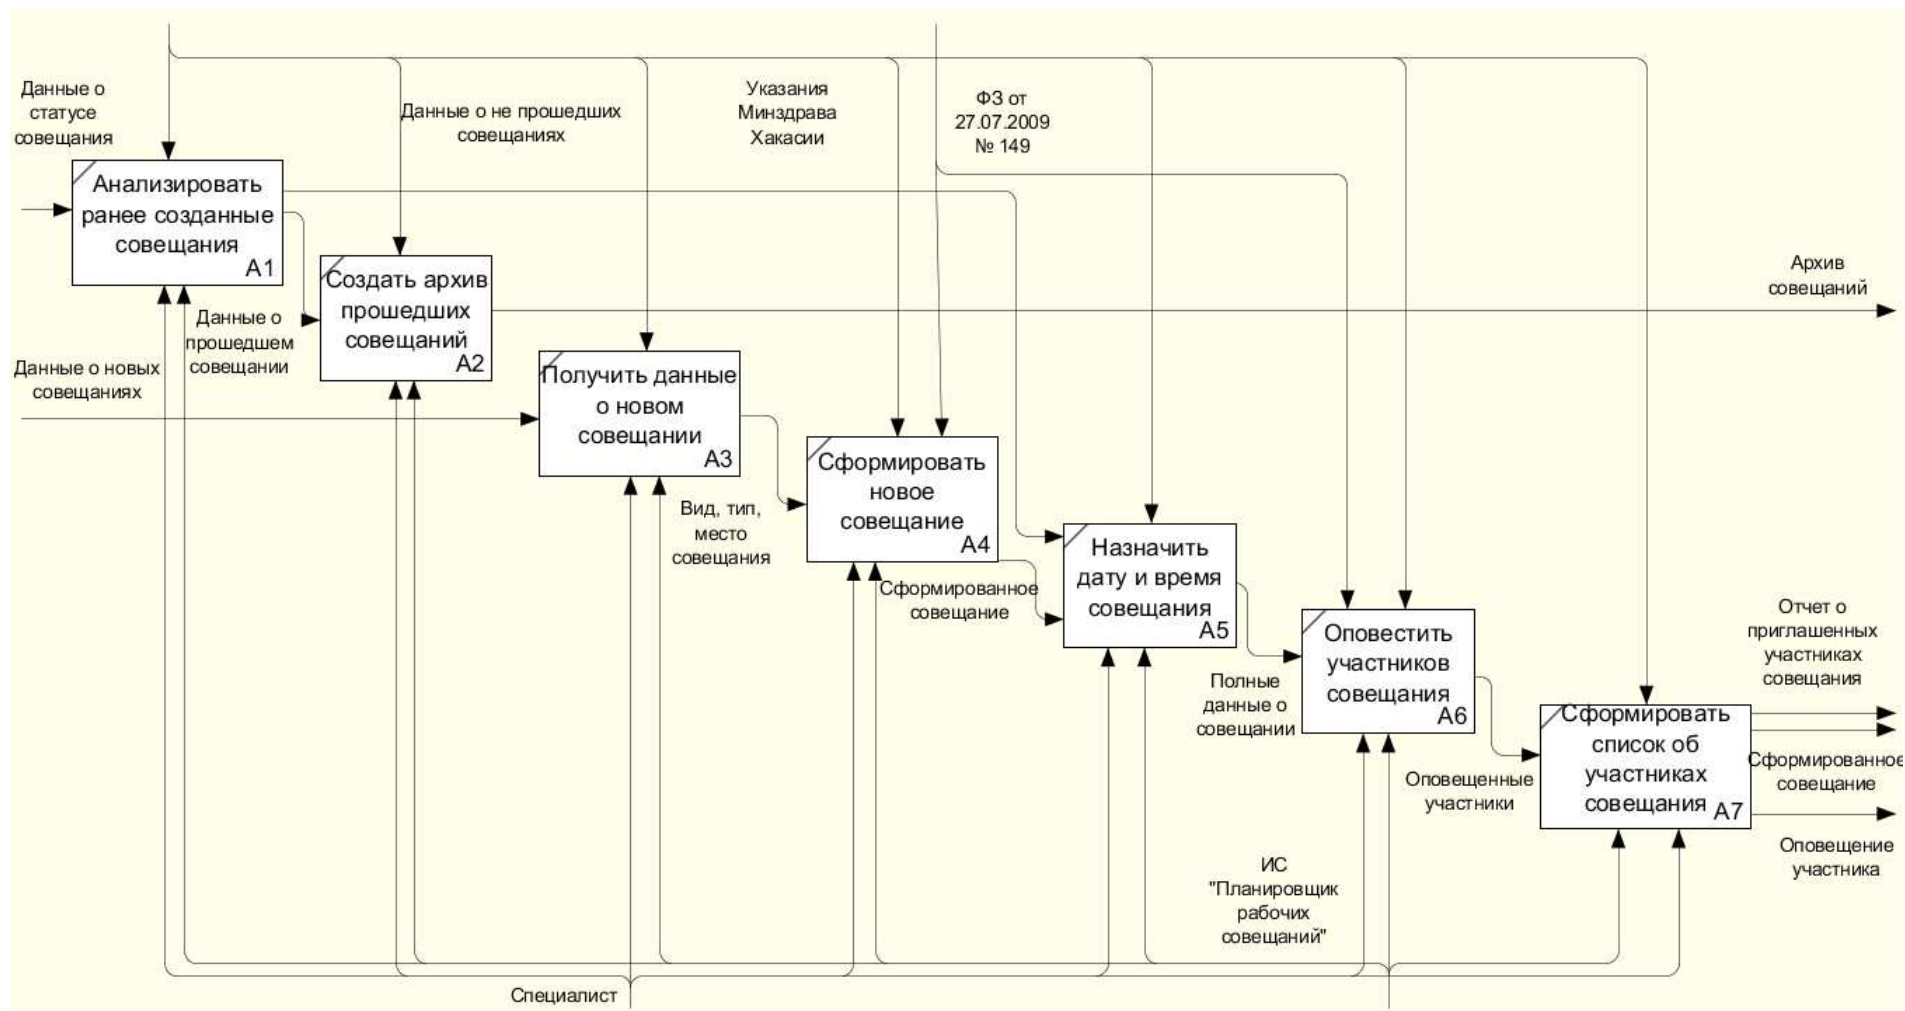 Данные о
статусе
совещания
Данные о не прошедших
совещаниях
Указания
Минздрава
Хакасии
ФЗ от
27.07.2009
№ 149
Анализировать
ранее созданные
совещания
A1
Данные о
прошедшем
совещании
Создать архив
прошедших
совещаний
A2
Архив
совещаний
Данные о новых
совещаниях
Получить данные
о новом
совещании
A3
Вид, тип,
место
совещания
Сформировать
новое
совещание
A4
Сформированное
совещание
Назначить
дату и время
совещания
A5
Полные
данные о
совещании
Оповестить
участников
совещания
A6
Оповещенные
участники
Сформировать
список об
участниках
совещания
A7
Отчет о
приглашенных
участниках
совещания
Сформированное
совещание
Оповещение
участника
ИС
"Планировщик
рабочих
совещаний"
Специалист